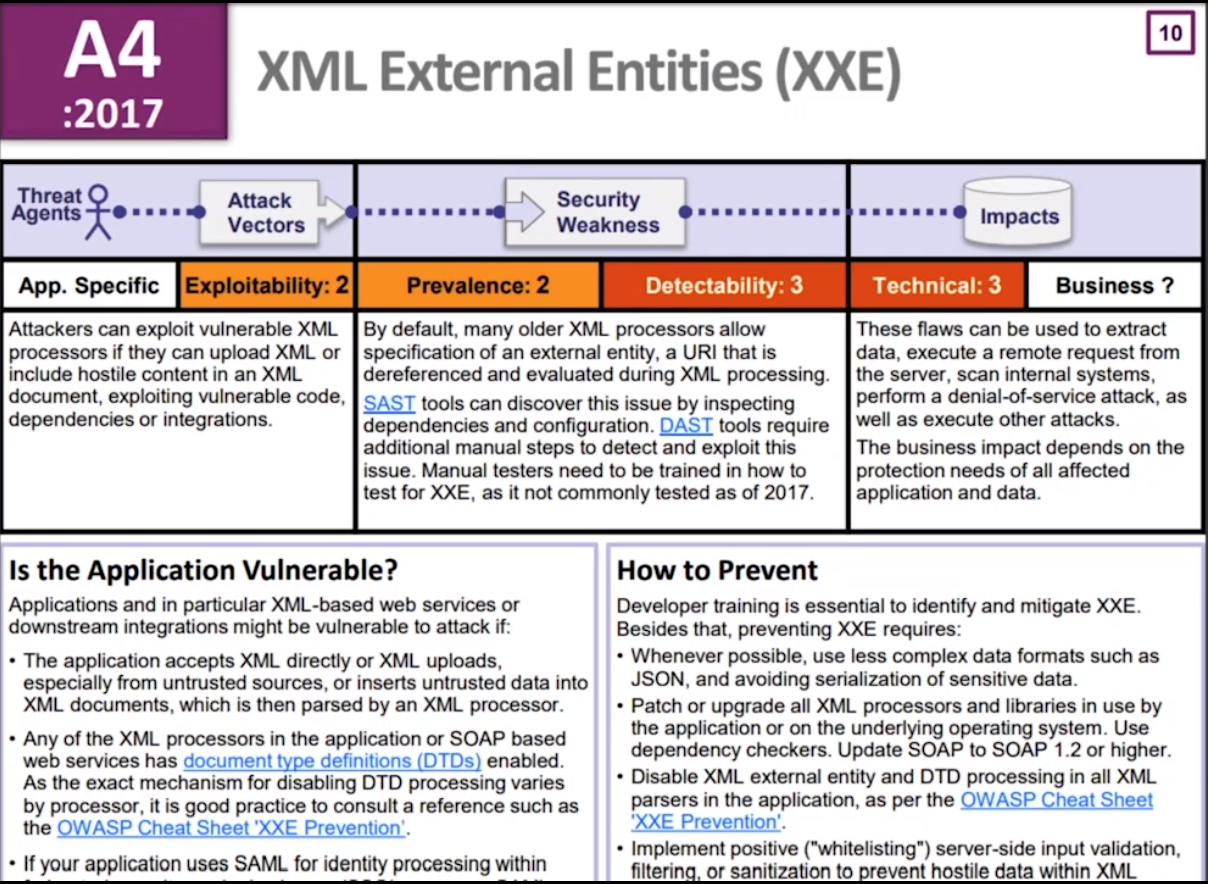 A4
:2017
XML External Entities (XXE)
10
Threat
Agents
Attack
Vectors
Security
Weakness
Impacts
App. Specific
Exploitability: 2
Prevalence: 2
Detectability: 3
Technical: 3
Business ?
Attackers can exploit vulnerable XML
processors if they can upload XML or
include hostile content in an XML
document, exploiting vulnerable code,
dependencies or integrations.
By default, many older XML processors allow
specification of an external entity, a URI that is
dereferenced and evaluated during XML processing.
SAST tools can discover this issue by inspecting
dependencies and configuration. DAST tools require
additional manual steps to detect and exploit this
issue. Manual testers need to be trained in how to
test for XXE, as it not commonly tested as of 2017.
These flaws can be used to extract
data, execute a remote request from
the server, scan internal systems,
perform a denial-of-service attack, as
well as execute other attacks.
The business impact depends on the
protection needs of all affected
application and data.
Is the Application Vulnerable?
Applications and in particular XML-based web services or
downstream integrations might be vulnerable to attack if:
• The application accepts XML directly or XML uploads,
especially from untrusted sources, or inserts untrusted data into
XML documents, which is then parsed by an XML processor.
• Any of the XML processors in the application or SOAP based
web services has document type definitions (DTDs) enabled.
As the exact mechanism for disabling DTD processing varies
by processor, it is good practice to consult a reference such as
the OWASP Cheat Sheet 'XXE Prevention'.
• If your application uses SAML for identity processing within
How to Prevent
Developer training is essential to identify and mitigate XXE.
Besides that, preventing XXE requires:
• Whenever possible, use less complex data formats such as
JSON, and avoiding serialization of sensitive data.
• Patch or upgrade all XML processors and libraries in use by
the application or on the underlying operating system. Use
dependency checkers. Update SOAP to SOAP 1.2 or higher.
• Disable XML external entity and DTD processing in all XML
parsers in the application, as per the OWASP Cheat Sheet
'XXE Prevention'.
• Implement positive ("whitelisting") server-side input validation,
filtering, or sanitization to prevent hostile data within XML